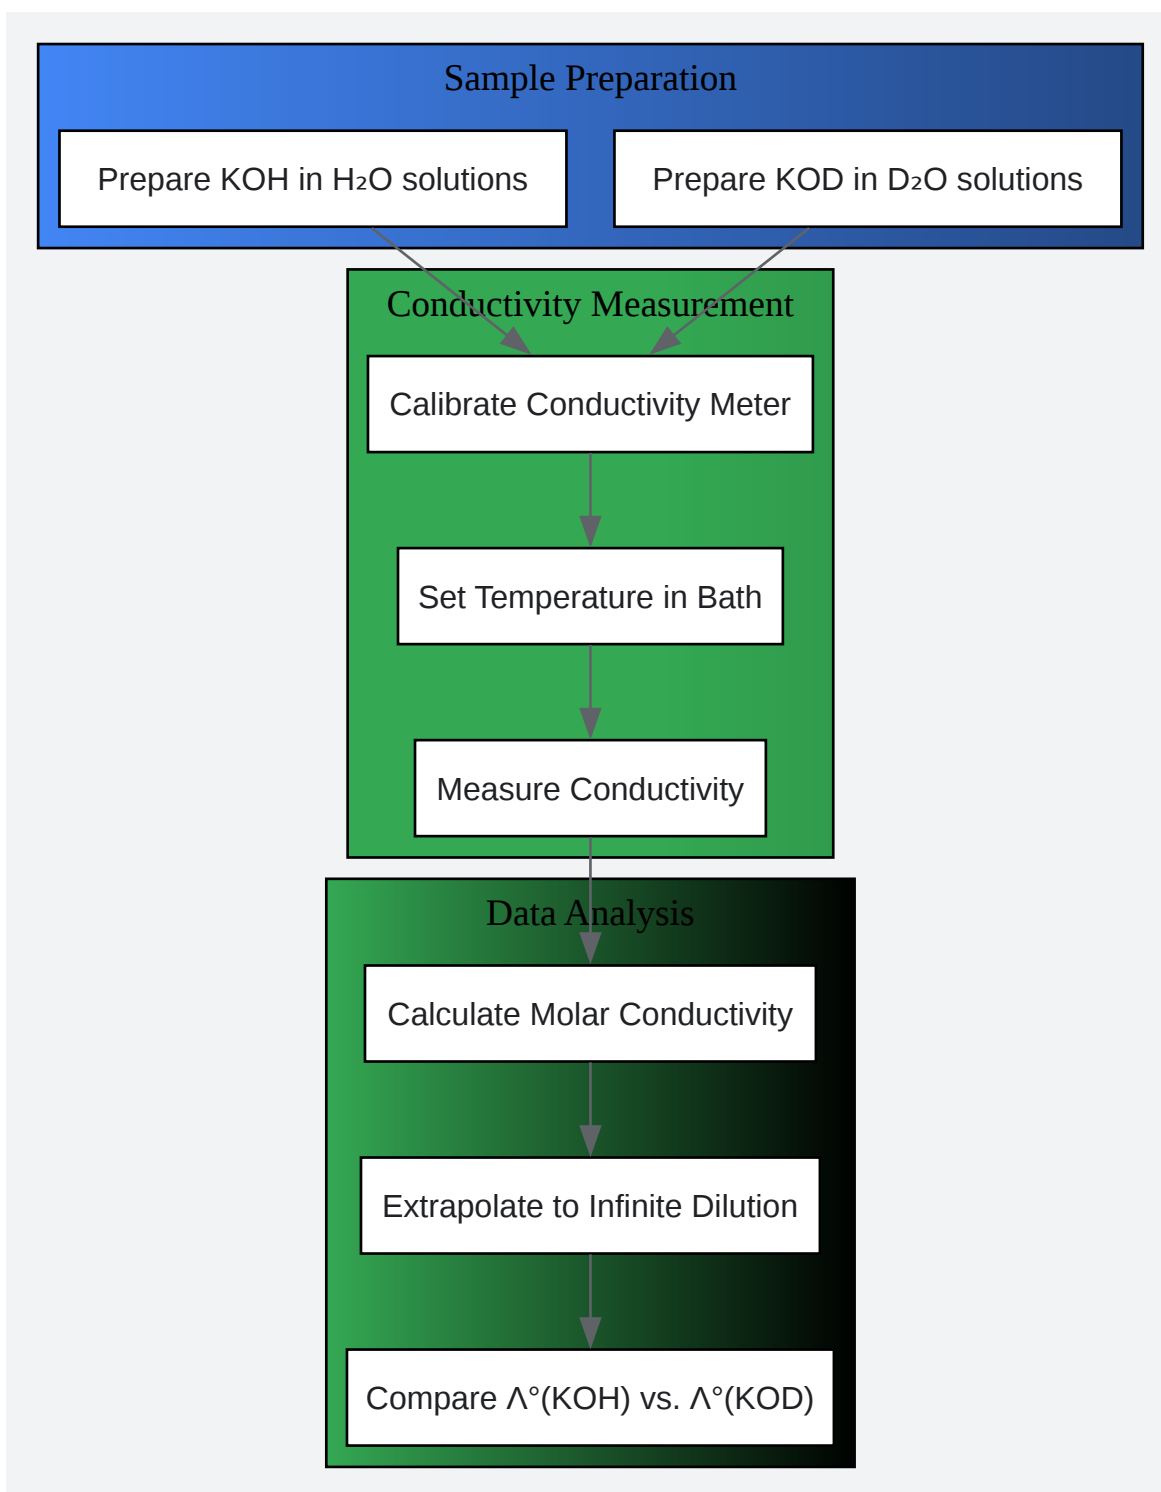 Sample Preparation
Prepare KOH in H₂O solutions
Prepare KOD in D₂O solutions
Conductivity Measurement
Calibrate Conductivity Meter
Set Temperature in Bath
Measure Conductivity
Data Analysis
Calculate Molar Conductivity
Extrapolate to Infinite Dilution
Compare Λ°(KOH) vs. Λ°(KOD)